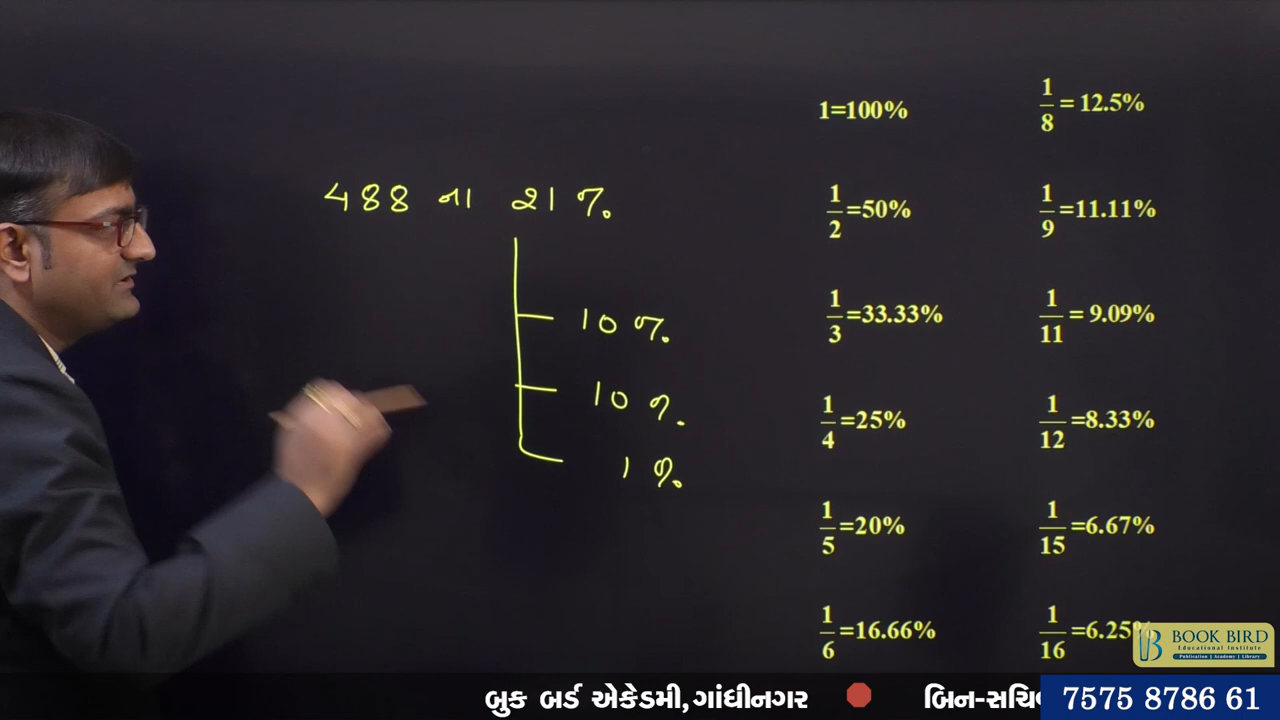 488 ના 21 %
10 %
10 %
1 %
1=100%
1/2=50%
1/3=33.33%
1/4=25%
1/5=20%
1/6=16.66%
1/8 = 12.5%
1/9=11.11%
1/11 = 9.09%
1/12=8.33%
1/15=6.67%
1/16=6.25%
BOOK BIRD
Educational Institute
Publication | Academy | Library
બુક બર્ડ એકેડમી,ગાંધીનગર
7575 8786 61